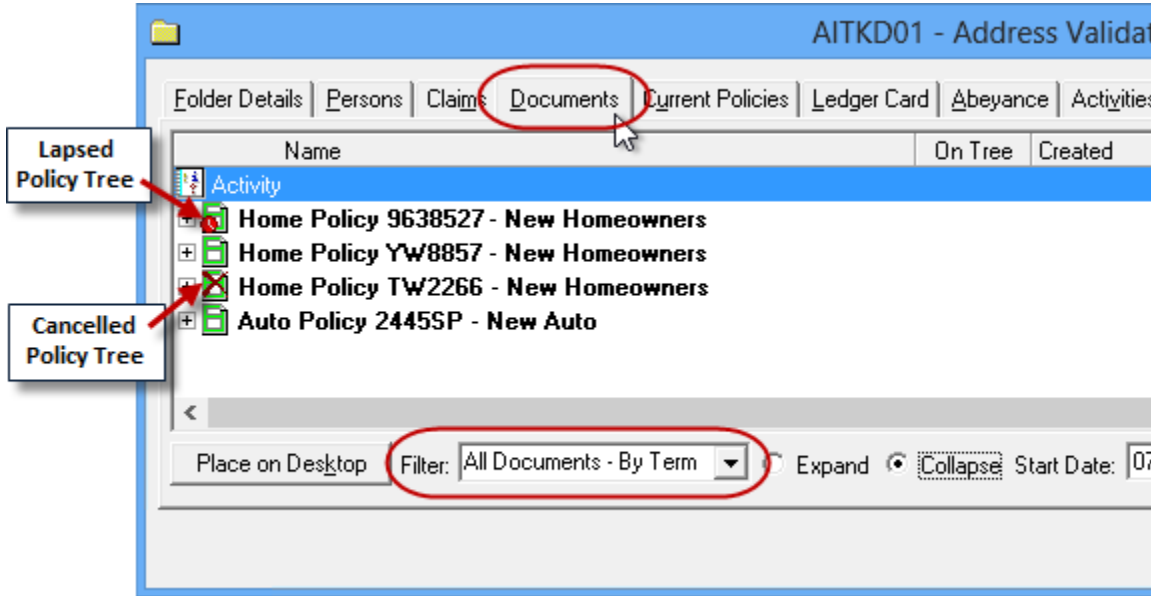 AITKD01 - Address Validat
Folder Details Persons Claims Documents Current Policies Ledger Card Abeyance Activities
Lapsed
Policy Tree
Name On Tree Created
Activity
Home Policy 9638527 - New Homeowners
Home Policy YW8857 - New Homeowners
Home Policy TW2266 - New Homeowners
Cancelled
Policy Tree
Auto Policy 2445SP - New Auto
Place on Desktop Filter: All Documents - By Term Expand Collapse Start Date: 07